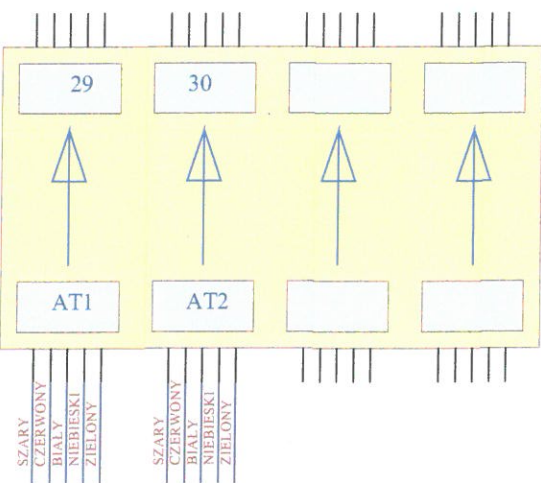 29
30
AT1
AT2
SZARY
CZERWONY
BIAŁY
NIEBIESKI
ZIELONY
SZARY
CZERWONY
BIAŁY
NIEBIESKI
ZIELONY